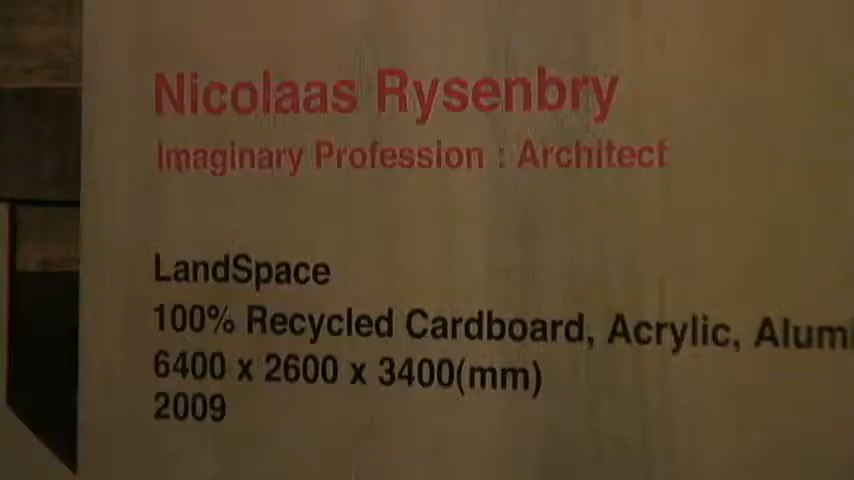 Nicolaas Rysenbry
Imaginary Profession : Architect
LandSpace
100% Recycled Cardboard, Acrylic,
6400 x 2600 x 3400(mm)
2009